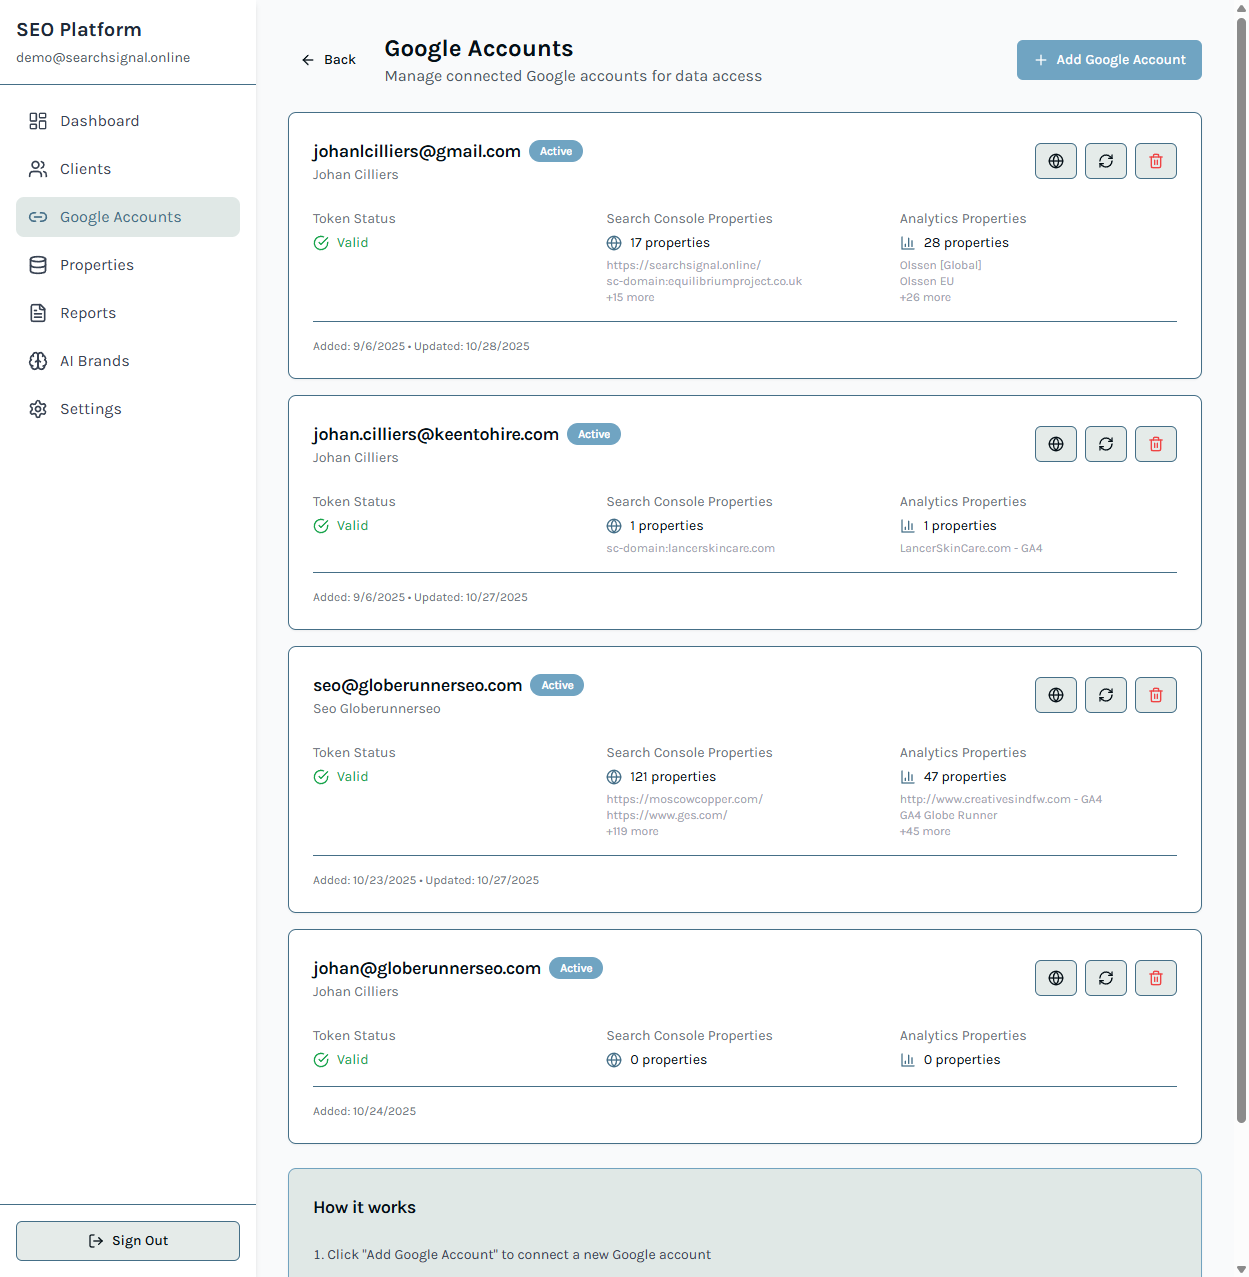 SEO Platform
demo@searchsignal.online
Dashboard
Clients
Google Accounts
Properties
Reports
AI Brands
Settings
Sign Out
Back
Google Accounts
Manage connected Google accounts for data access
Add Google Account
johanlcilliers@gmail.com Active
Johan Cilliers
Token Status
Valid
Search Console Properties
17 properties
https://searchsignal.online/
sc-domain:equilibriumproject.co.uk
+15 more
Analytics Properties
28 properties
Olssen [Global]
Olssen EU
+26 more
Added: 9/6/2025 • Updated: 10/28/2025
johan.cilliers@keentohire.com Active
Johan Cilliers
Token Status
Valid
Search Console Properties
1 properties
sc-domain:lancerskincare.com
Analytics Properties
1 properties
LancerSkinCare.com - GA4
Added: 9/6/2025 • Updated: 10/27/2025
seo@globerunnerseo.com Active
Seo Globerunnerseo
Token Status
Valid
Search Console Properties
121 properties
https://moscowcopper.com/
https://www.ges.com/
+119 more
Analytics Properties
47 properties
http://www.creativesindfw.com - GA4
GA4 Globe Runner
+45 more
Added: 10/23/2025 • Updated: 10/27/2025
johan@globerunnerseo.com Active
Johan Cilliers
Token Status
Valid
Search Console Properties
0 properties
Analytics Properties
0 properties
Added: 10/24/2025
How it works
1. Click "Add Google Account" to connect a new Google account